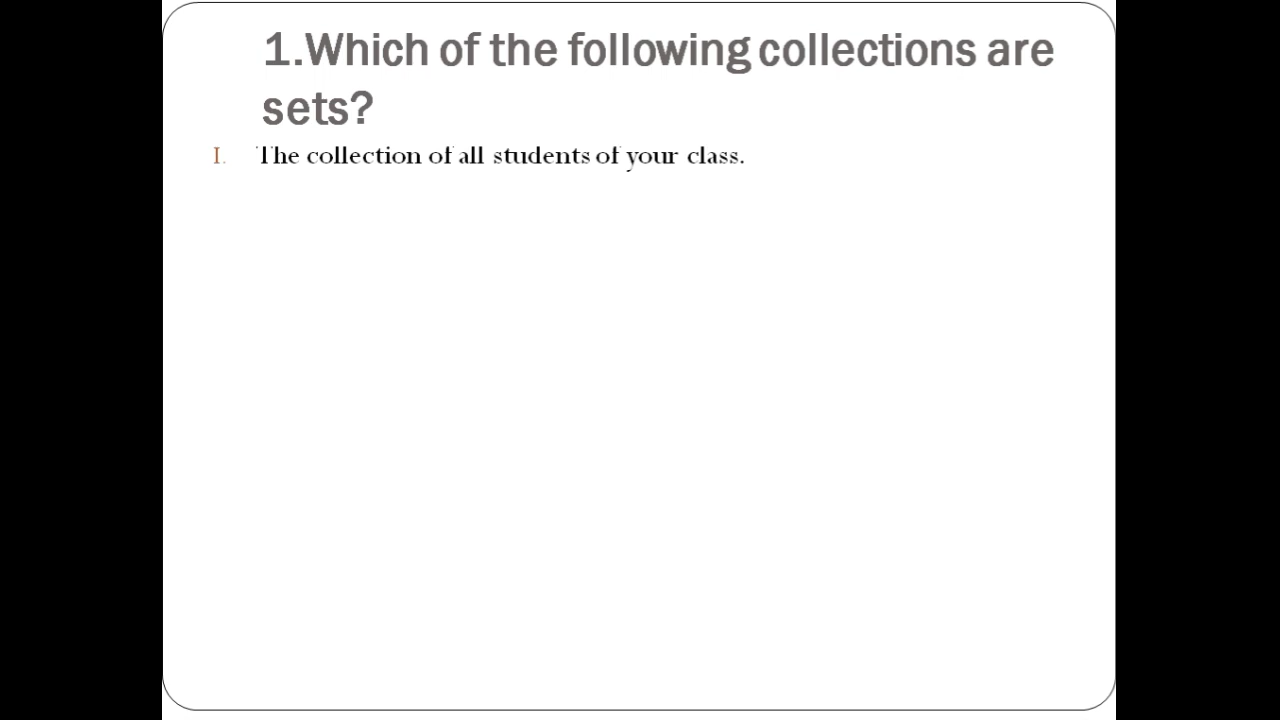 1.Which of the following collections are
sets?
I. The collection of all students of your class.